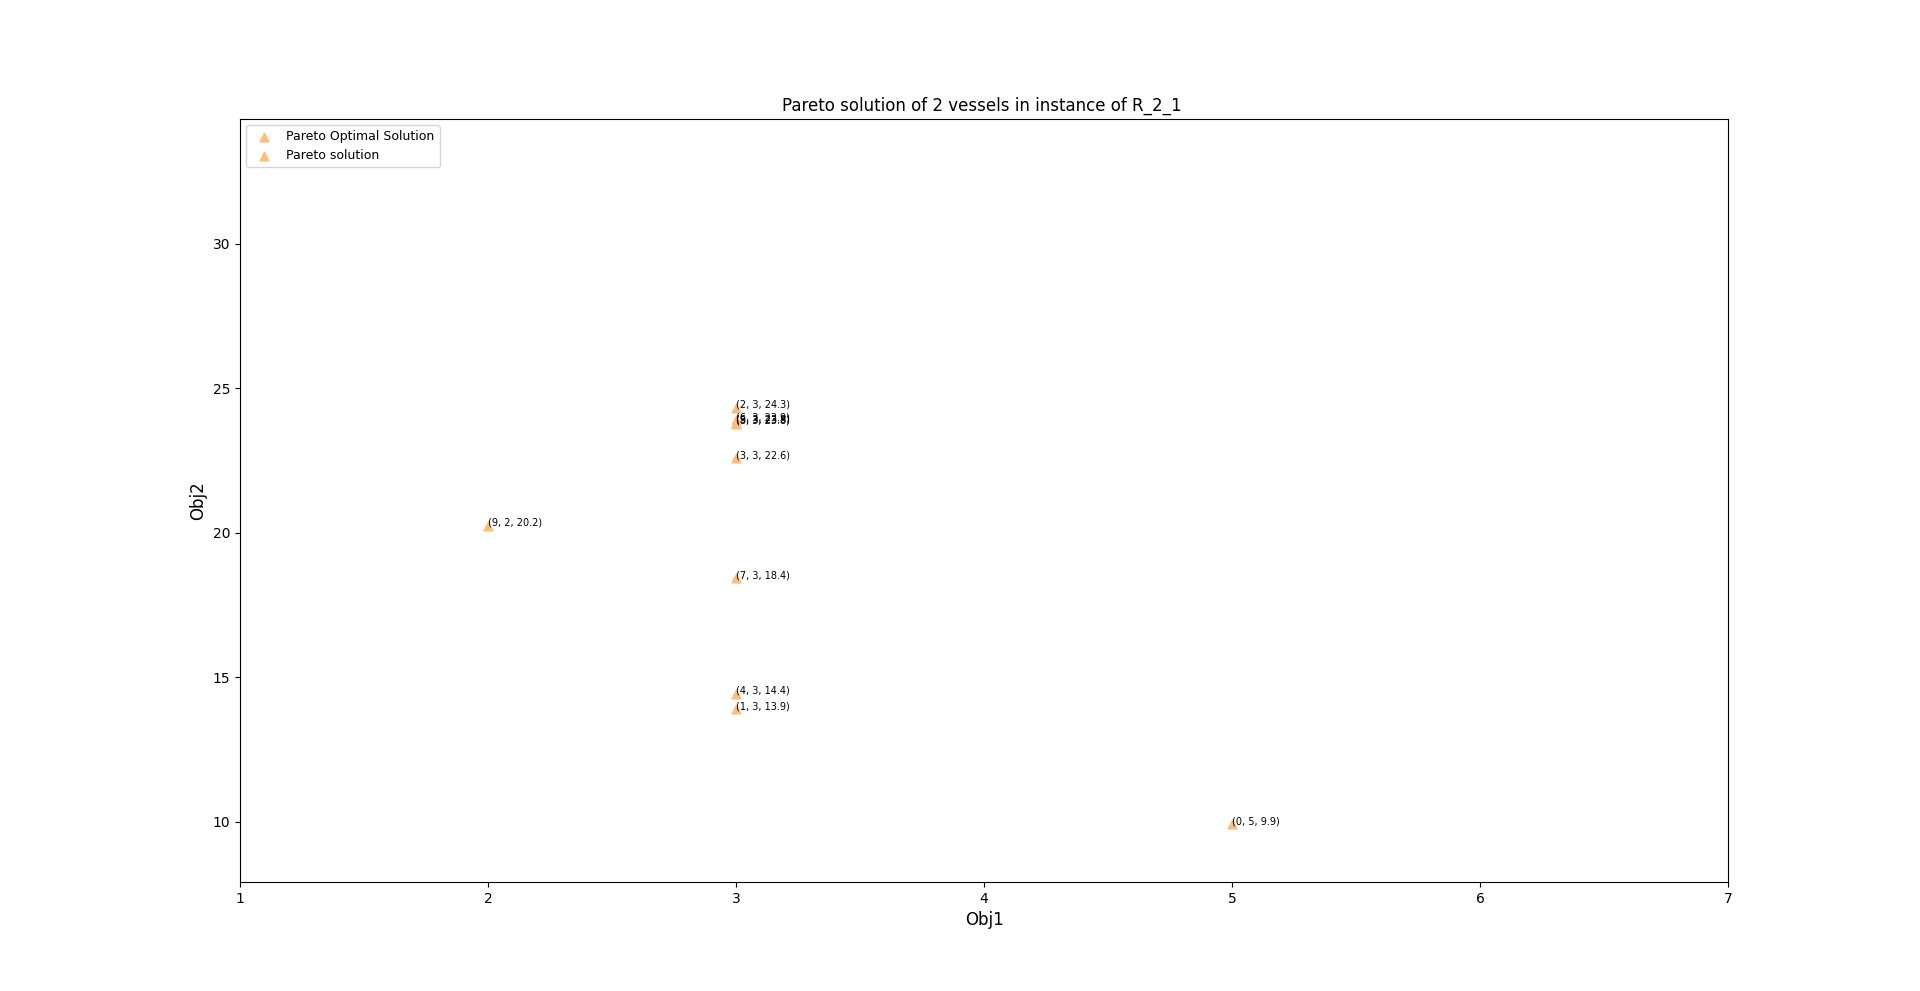 Pareto solution of 2 vessels in instance of R_2_1
Pareto Optimal Solution
Pareto solution
30
25
20
15
10
Obj2
(2, 3, 24.3)
(3, 3, 22.6)
(9, 2, 20.2)
(7, 3, 18.4)
(4, 3, 14.4)
(1, 3, 13.9)
(0, 5, 9.9)
1 2 3 4 5 6 7
Obj1